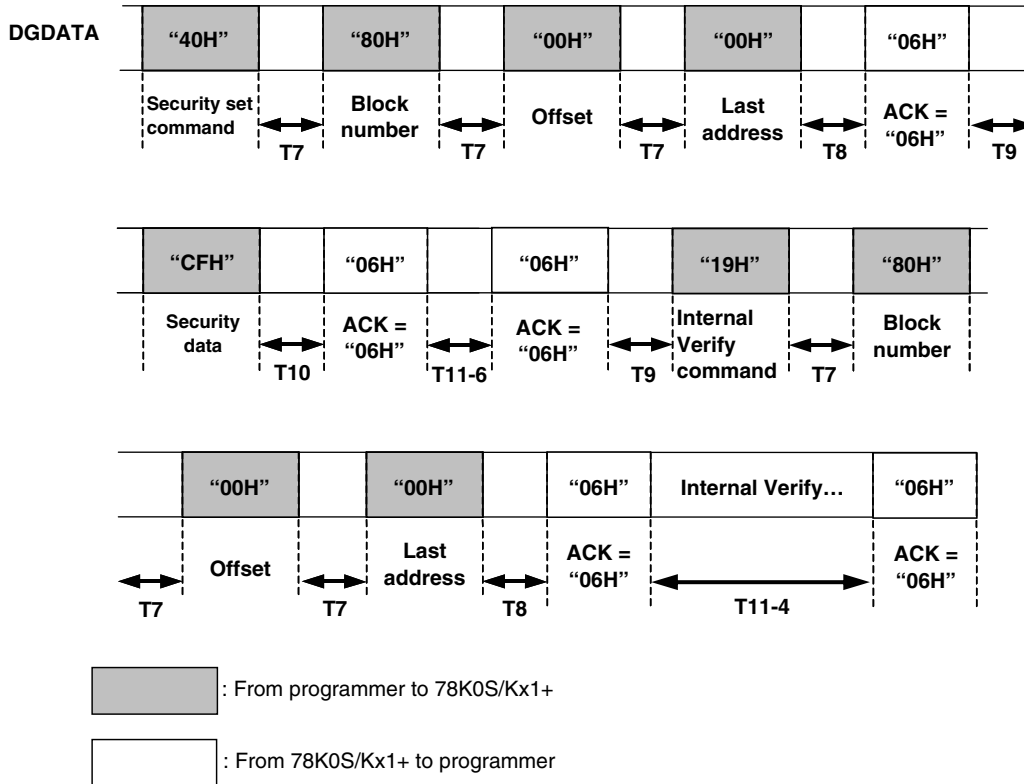 DGDATA
“40H” “80H” “00H” “00H” “06H”
Security set command Block number Offset Last address ACK = “06H”
T7 T7 T7 T8 T9
“CFH” “06H” “06H” “19H” “80H”
Security data ACK = “06H” ACK = “06H” Internal Verify command Block number
T10 T11-6 T9 T7
“00H” “00H” “06H” Internal Verify… “06H”
Offset Last address ACK = “06H” ACK = “06H”
T7 T7 T8 T11-4
: From programmer to 78K0S/Kx1+
: From 78K0S/Kx1+ to programmer